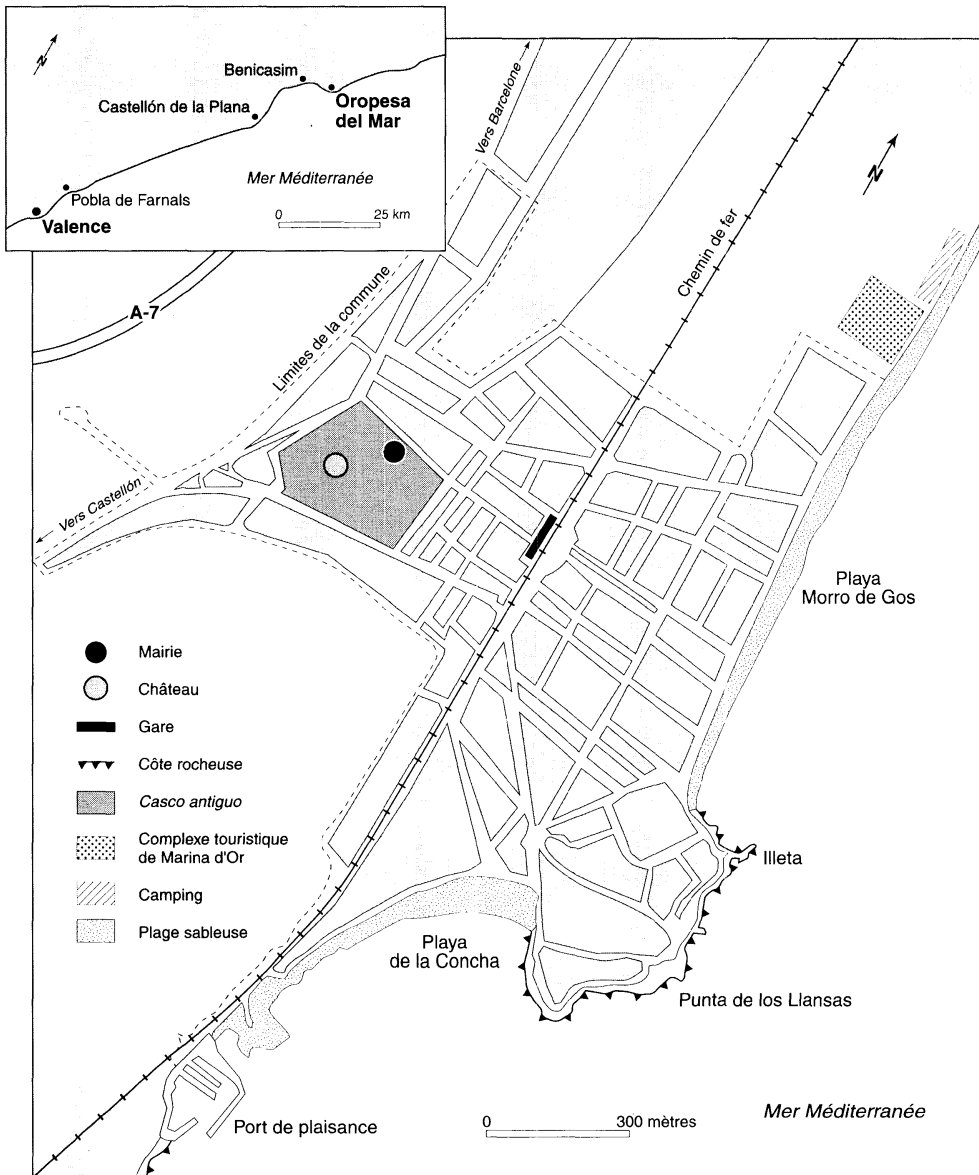 N
Benicasim
Castellón de la Plana
Oropesa
del Mar
Mer Méditerranée
Pobla de Farnals
Valence
0 25 km
Vers Barcelone
N
Chemin de fer
A-7
Limites de la commune
Vers Castellón
Playa
Morro de Gos
Mairie
Château
Gare
Côte rocheuse
Casco antiguo
Complexe touristique
de Marina d'Or
Camping
Plage sableuse
Illeta
Playa
de la Concha
Punta de los Llansas
Port de plaisance
0 300 mètres
Mer Méditerranée